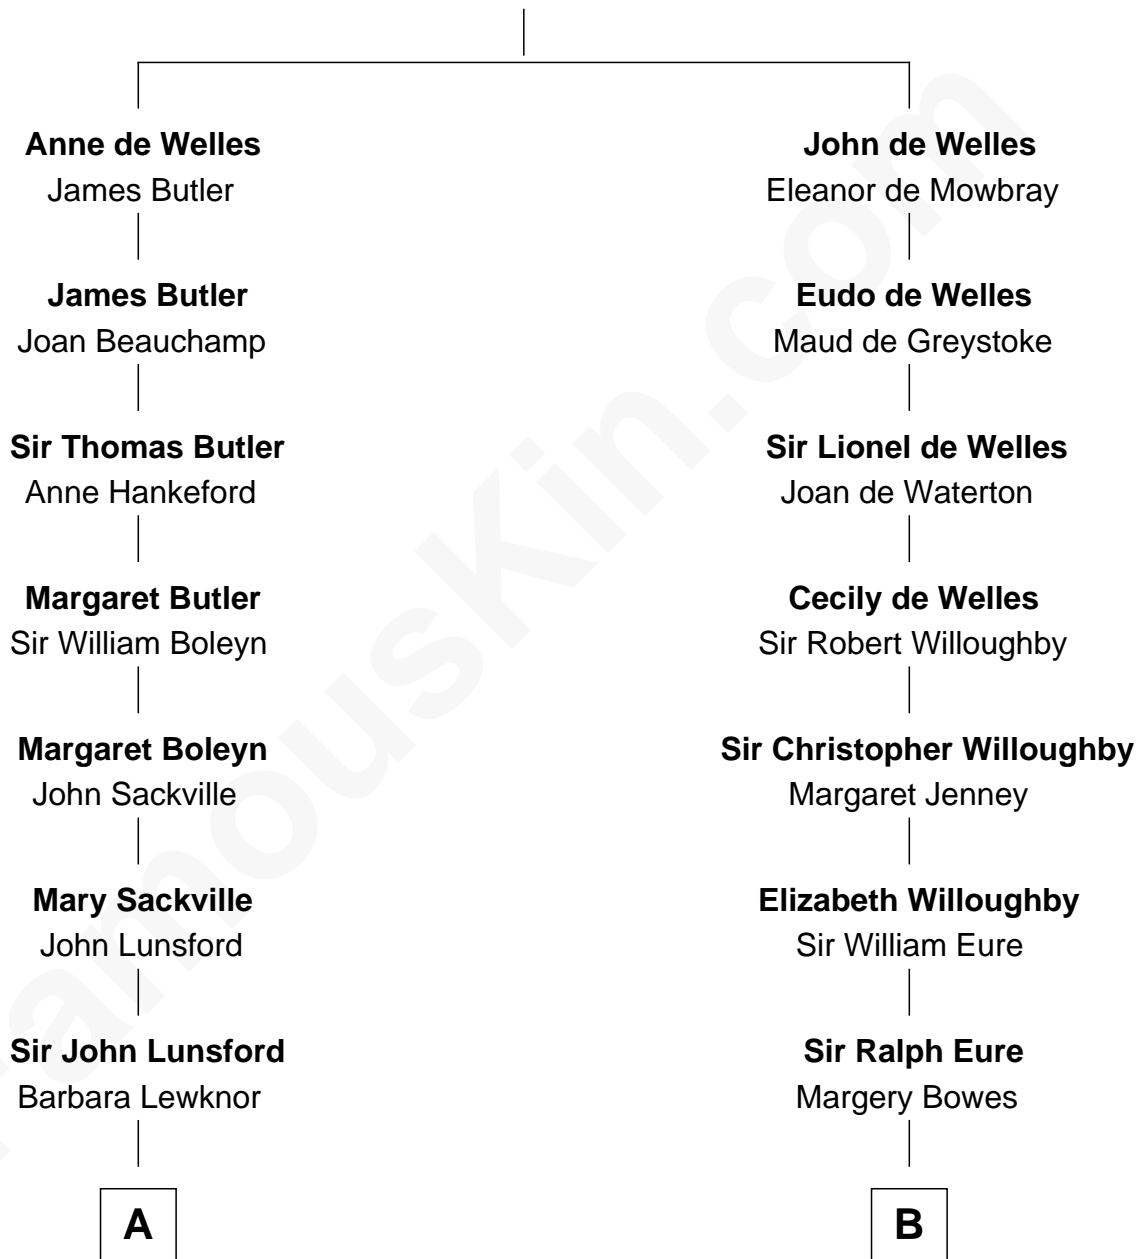 Anne de Welles
James Butler
James Butler
Joan Beauchamp
Sir Thomas Butler
Anne Hankeford
Margaret Butler
Sir William Boleyn
Margaret Boleyn
John Sackville
Mary Sackville
John Lunsford
Sir John Lunsford
Barbara Lewknor
A
John de Welles
Eleanor de Mowbray
Eudo de Welles
Maud de Greystoke
Sir Lionel de Welles
Joan de Waterton
Cecily de Welles
Sir Robert Willoughby
Sir Christopher Willoughby
Margaret Jenney
Elizabeth Willoughby
Sir William Eure
Sir Ralph Eure
Margery Bowes
B
FamousKin.com